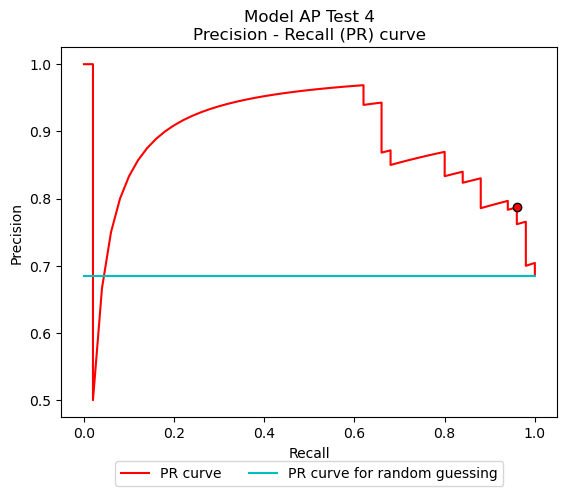 Model AP Test 4
Precision - Recall (PR) curve
1.0
0.9
0.8
0.7
0.6
0.5
Precision
0.0 0.2 0.4 0.6 0.8 1.0
Recall
PR curve
PR curve for random guessing